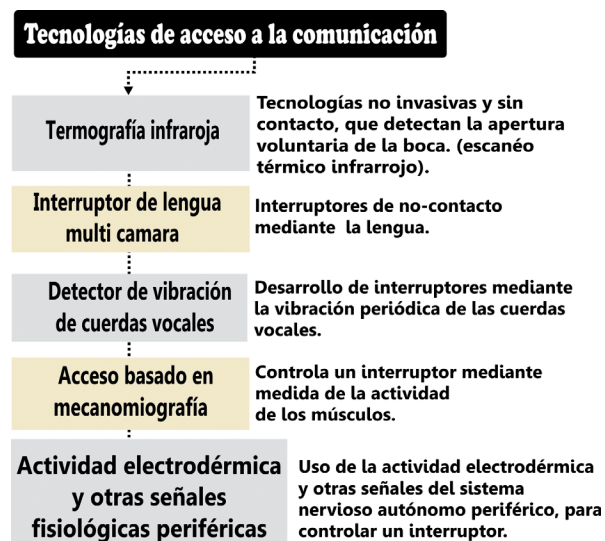 Tecnologías de acceso a la comunicación
Termografía infraroja
Tecnologías no invasivas y sin
contacto, que detectan la apertura
voluntaria de la boca. (escanéo
térmico infrarrojo).
Interruptor de lengua
multi camara
Interruptores de no-contacto
mediante la lengua.
Detector de vibración
de cuerdas vocales
Desarrollo de interruptores mediante
la vibración periódica de las cuerdas
vocales.
Acceso basado en
mecanomiografía
Controla un interruptor mediante
medida de la actividad
de los músculos.
Actividad electrodérmica
y otras señales
fisiológicas periféricas
Uso de la actividad electrodérmica
y otras señales del sistema
nervioso autónomo periférico, para
controlar un interruptor.